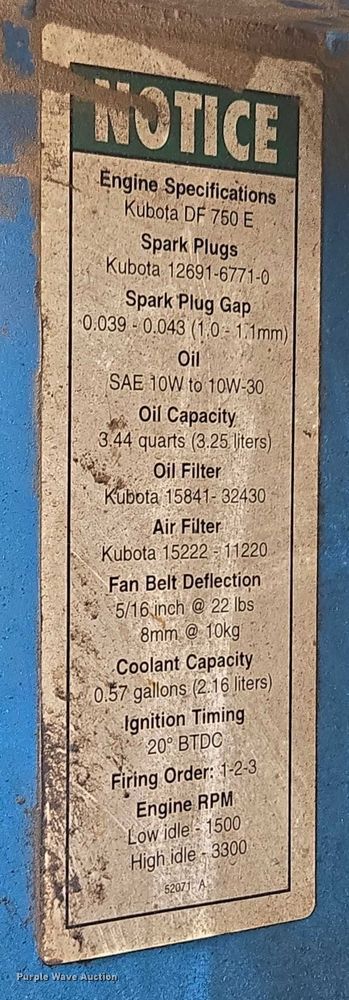 NOTICE
Engine Specifications
Kubota DF 750 E
Spark Plugs
Kubota 12691-6771-0
Spark Plug Gap
0.039 - 0.043 (1.0 - 1.1mm)
Oil
SAE 10W to 10W-30
Oil Capacity
3.44 quarts (3.25 liters)
Oil Filter
Kubota 15841- 32430
Air Filter
Kubota 15222 - 11220
Fan Belt Deflection
5/16 inch @ 22 lbs
8mm @ 10kg
Coolant Capacity
0.57 gallons (2.16 liters)
Ignition Timing
20° BTDC
Firing Order: 1-2-3
Engine RPM
Low idle - 1500
High idle - 3300
52071 A
Purple Wave Auction